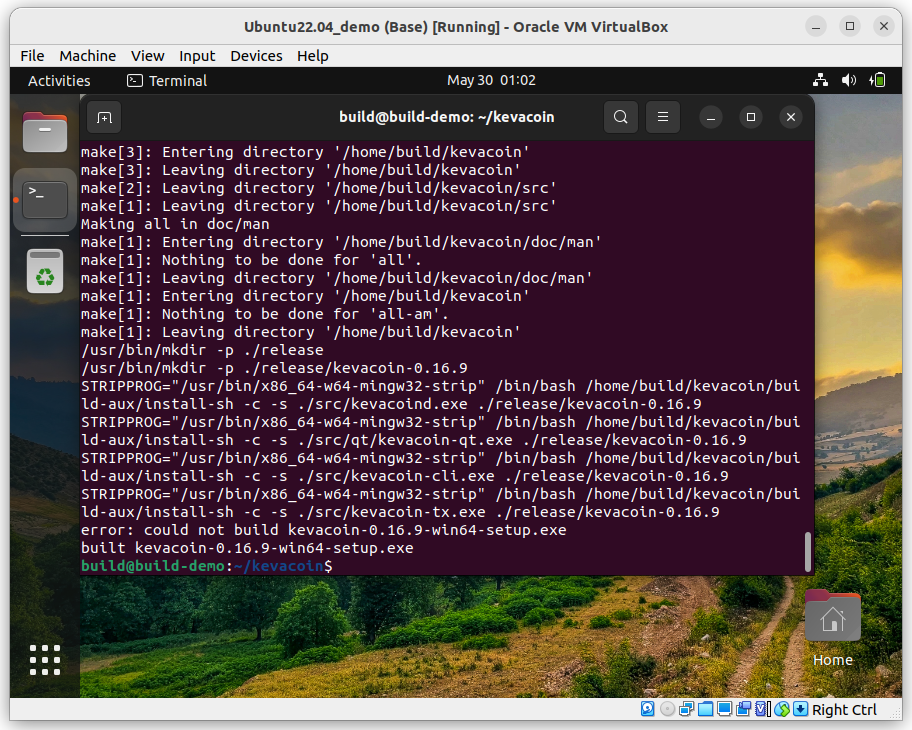 Ubuntu22.04_demo (Base) [Running] - Oracle VM VirtualBox
File Machine View Input Devices Help
Activities Terminal May 30 01:02
build@build-demo: ~/kevacoin
make[3]: Entering directory '/home/build/kevacoin'
make[3]: Leaving directory '/home/build/kevacoin'
make[2]: Leaving directory '/home/build/kevacoin/src'
make[1]: Leaving directory '/home/build/kevacoin/src'
Making all in doc/man
make[1]: Entering directory '/home/build/kevacoin/doc/man'
make[1]: Nothing to be done for 'all'.
make[1]: Leaving directory '/home/build/kevacoin/doc/man'
make[1]: Entering directory '/home/build/kevacoin'
make[1]: Nothing to be done for 'all-am'.
make[1]: Leaving directory '/home/build/kevacoin'
/usr/bin/mkdir -p ./release
/usr/bin/mkdir -p ./release/kevacoin-0.16.9
STRIPPROG="/usr/bin/x86_64-w64-mingw32-strip" /bin/bash /home/build/kevacoin/bui
ld-aux/install-sh -c -s ./src/kevacoind.exe ./release/kevacoin-0.16.9
STRIPPROG="/usr/bin/x86_64-w64-mingw32-strip" /bin/bash /home/build/kevacoin/bui
ld-aux/install-sh -c -s ./src/qt/kevacoin-qt.exe ./release/kevacoin-0.16.9
STRIPPROG="/usr/bin/x86_64-w64-mingw32-strip" /bin/bash /home/build/kevacoin/bui
ld-aux/install-sh -c -s ./src/kevacoin-cli.exe ./release/kevacoin-0.16.9
STRIPPROG="/usr/bin/x86_64-w64-mingw32-strip" /bin/bash /home/build/kevacoin/bui
ld-aux/install-sh -c -s ./src/kevacoin-tx.exe ./release/kevacoin-0.16.9
error: could not build kevacoin-0.16.9-win64-setup.exe
built kevacoin-0.16.9-win64-setup.exe
build@build-demo:~/kevacoin$
Home
Right Ctrl